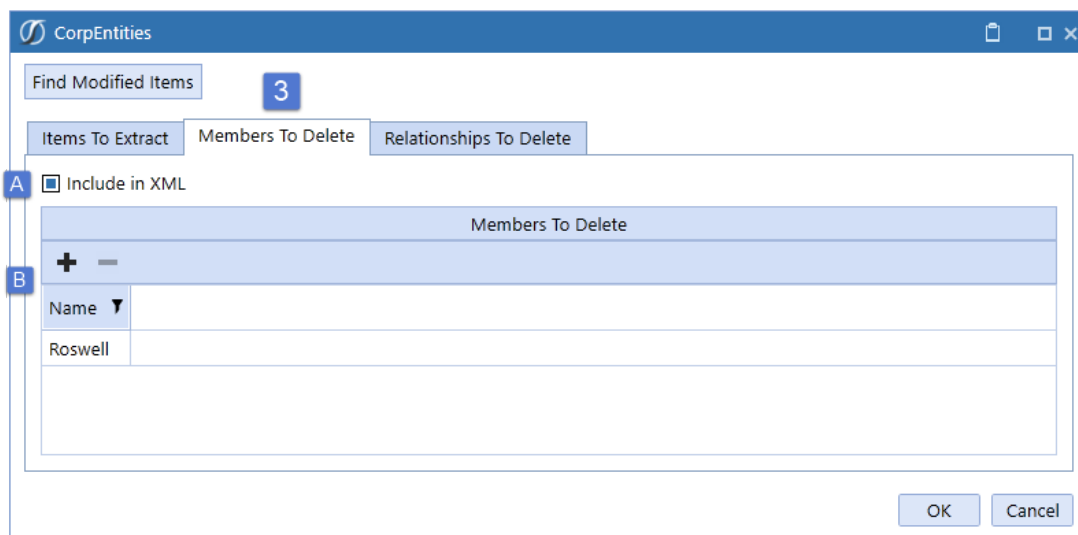 CorpEntities
Find Modified Items
3
Items To Extract Members To Delete Relationships To Delete
A Include in XML
Members To Delete
B
Name
Roswell
OK Cancel